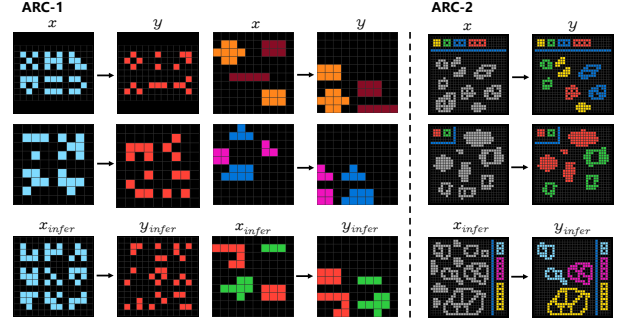 ARC-1 ARC-2
x y x y x y
x_infer y_infer x_infer y_infer x_infer y_infer